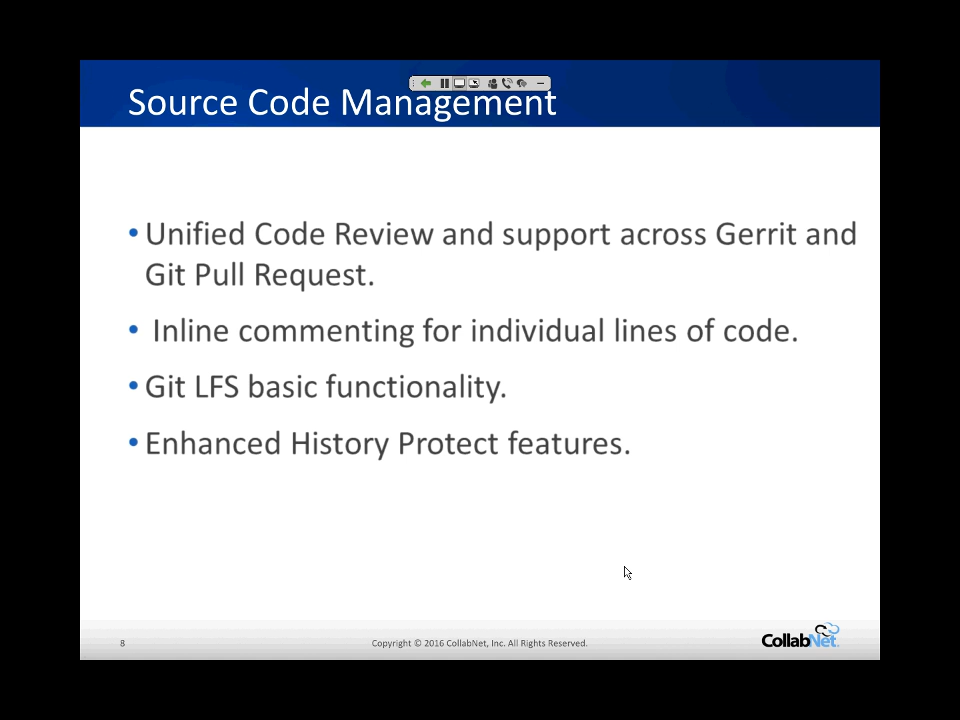 Source Code Management
• Unified Code Review and support across Gerrit and
Git Pull Request.
• Inline commenting for individual lines of code.
• Git LFS basic functionality.
• Enhanced History Protect features.
8
Copyright © 2016 CollabNet, Inc. All Rights Reserved.
CollabNet